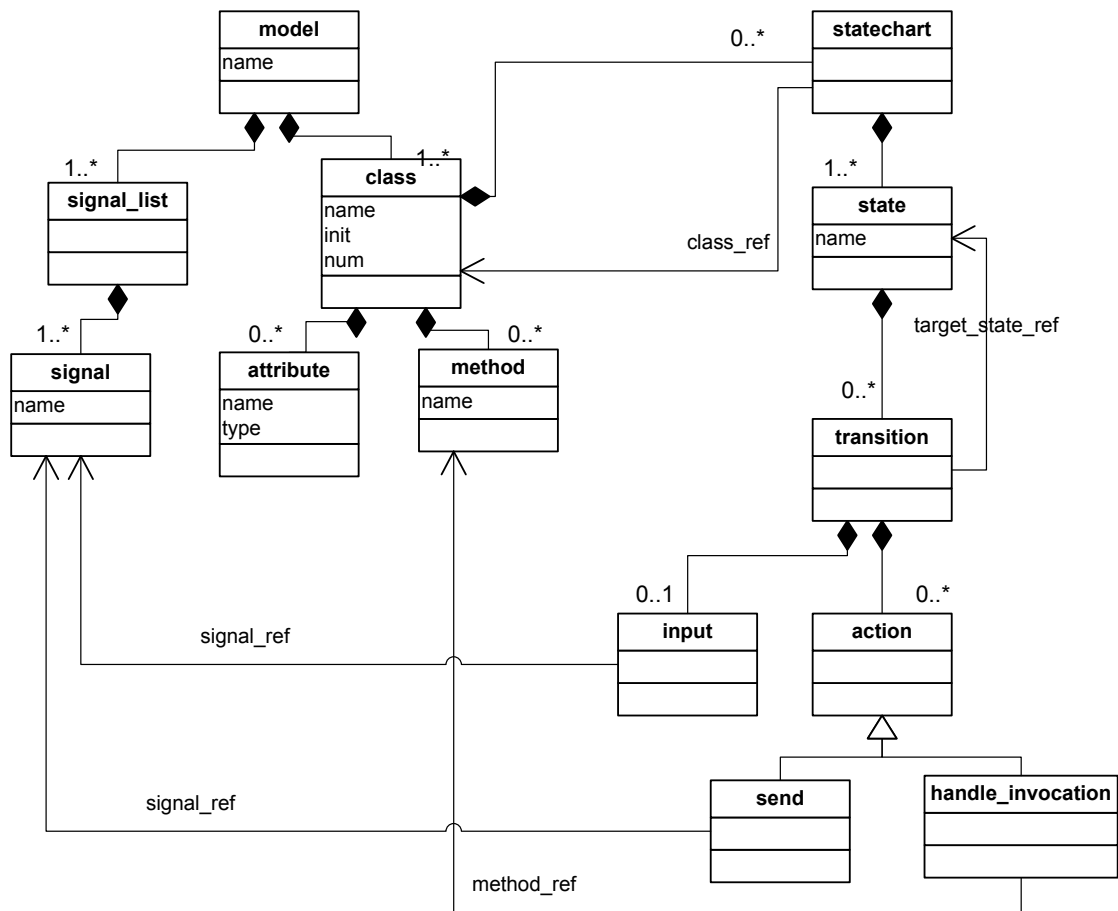 model
name
statechart
0..*
1..*
1..*
class
name
init
num
signal_list
1..*
state
name
class_ref
target_state_ref
1..*
signal
name
0..*
attribute
name
type
0..*
method
name
0..*
transition
0..1
input
0..*
action
signal_ref
send
handle_invocation
signal_ref
method_ref